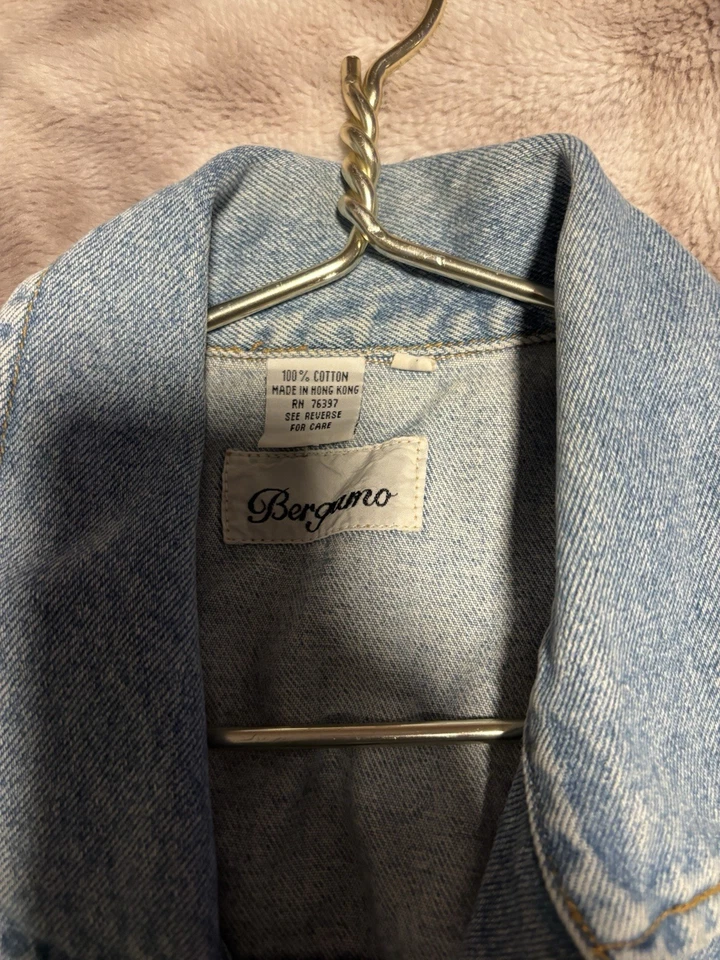 100% COTTON
MADE IN HONG KONG
RN 76397
SEE REVERSE
FOR CARE
Bergamo